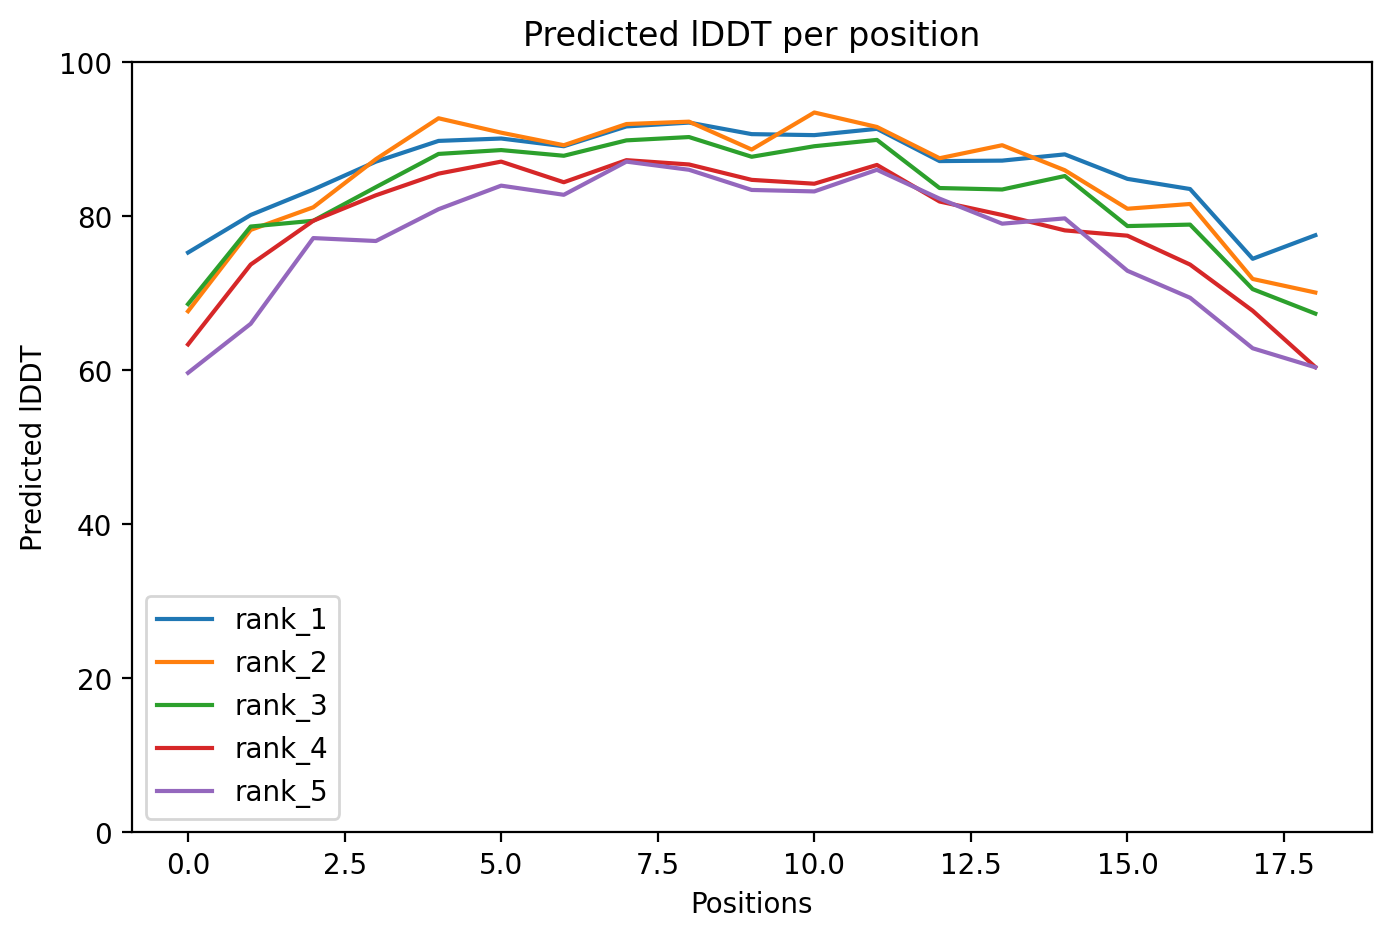 Predicted lDDT per position
100
80
60
40
20
0
Predicted lDDT
rank_1
rank_2
rank_3
rank_4
rank_5
0.0 2.5 5.0 7.5 10.0 12.5 15.0 17.5
Positions